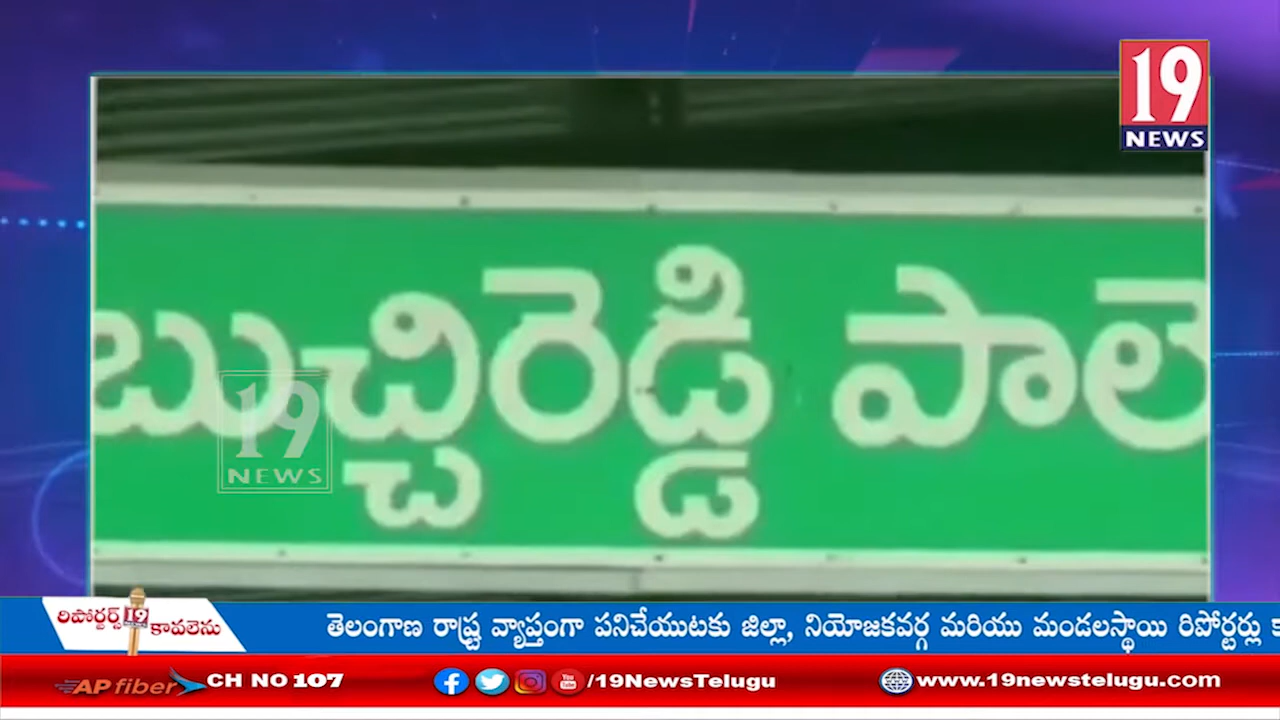 19
NEWS
బుచ్చిరెడ్డి పాలె
19
NEWS
రిపోర్టర్స్ 19 కావలెను
తెలంగాణ రాష్ట్ర వ్యాప్తంగా పనిచేయుటకు జిల్లా, నియోజకవర్గ మరియు మండలస్థాయి రిపోర్టర్లు
AP fiber CH NO 107 /19NewsTelugu www.19newstelugu.com